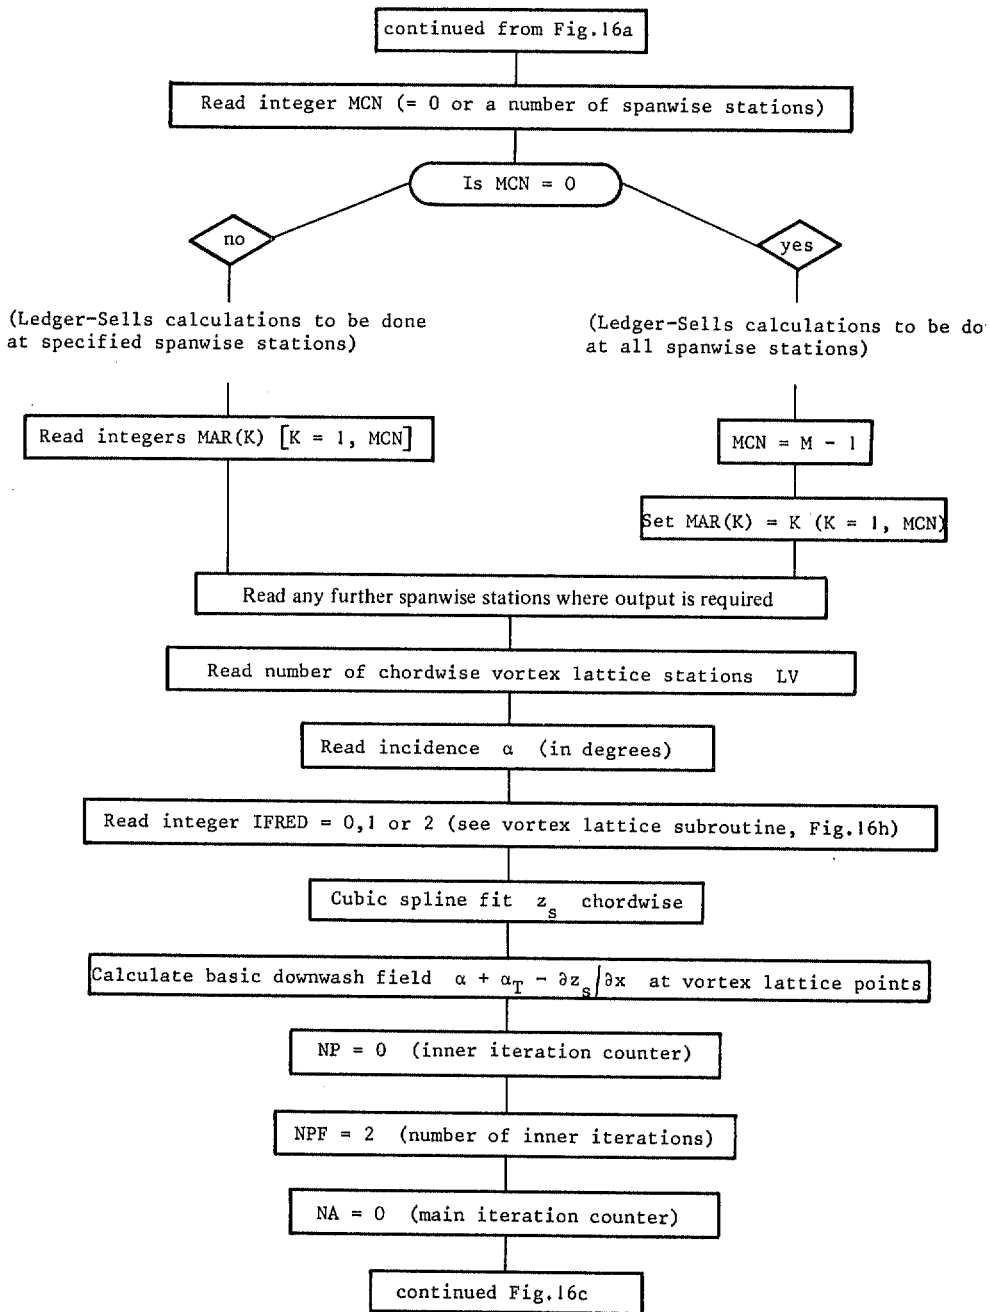 continued from Fig.16a
Read integer MCN (= 0 or a number of spanwise stations)
Is MCN = 0
no
yes
(Ledger-Sells calculations to be done
at specified spanwise stations)
(Ledger-Sells calculations to be do
at all spanwise stations)
Read integers MAR(K) [K = 1, MCN]
MCN = M - 1
Set MAR(K) = K (K = 1, MCN)
Read any further spanwise stations where output is required
Read number of chordwise vortex lattice stations LV
Read incidence α (in degrees)
Read integer IFRED = 0,1 or 2 (see vortex lattice subroutine, Fig.16h)
Cubic spline fit z_s chordwise
Calculate basic downwash field α + α_T - ∂z_s/∂x at vortex lattice points
NP = 0 (inner iteration counter)
NPF = 2 (number of inner iterations)
NA = 0 (main iteration counter)
continued Fig.16c